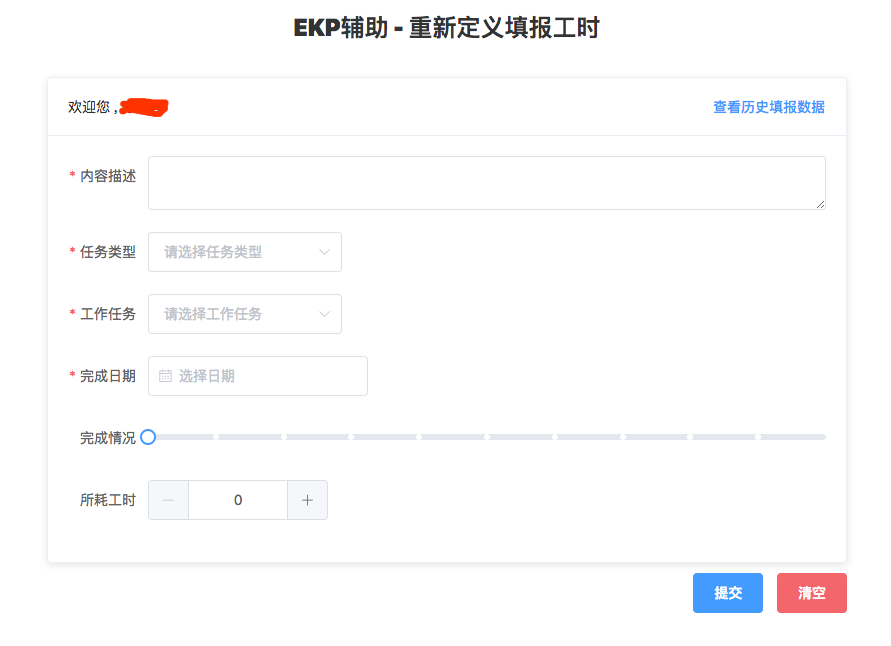 EKP辅助 - 重新定义填报工时
欢迎您 ,
查看历史填报数据
* 内容描述
* 任务类型
请选择任务类型
* 工作任务
请选择工作任务
* 完成日期
选择日期
完成情况
所耗工时
0
提交
清空